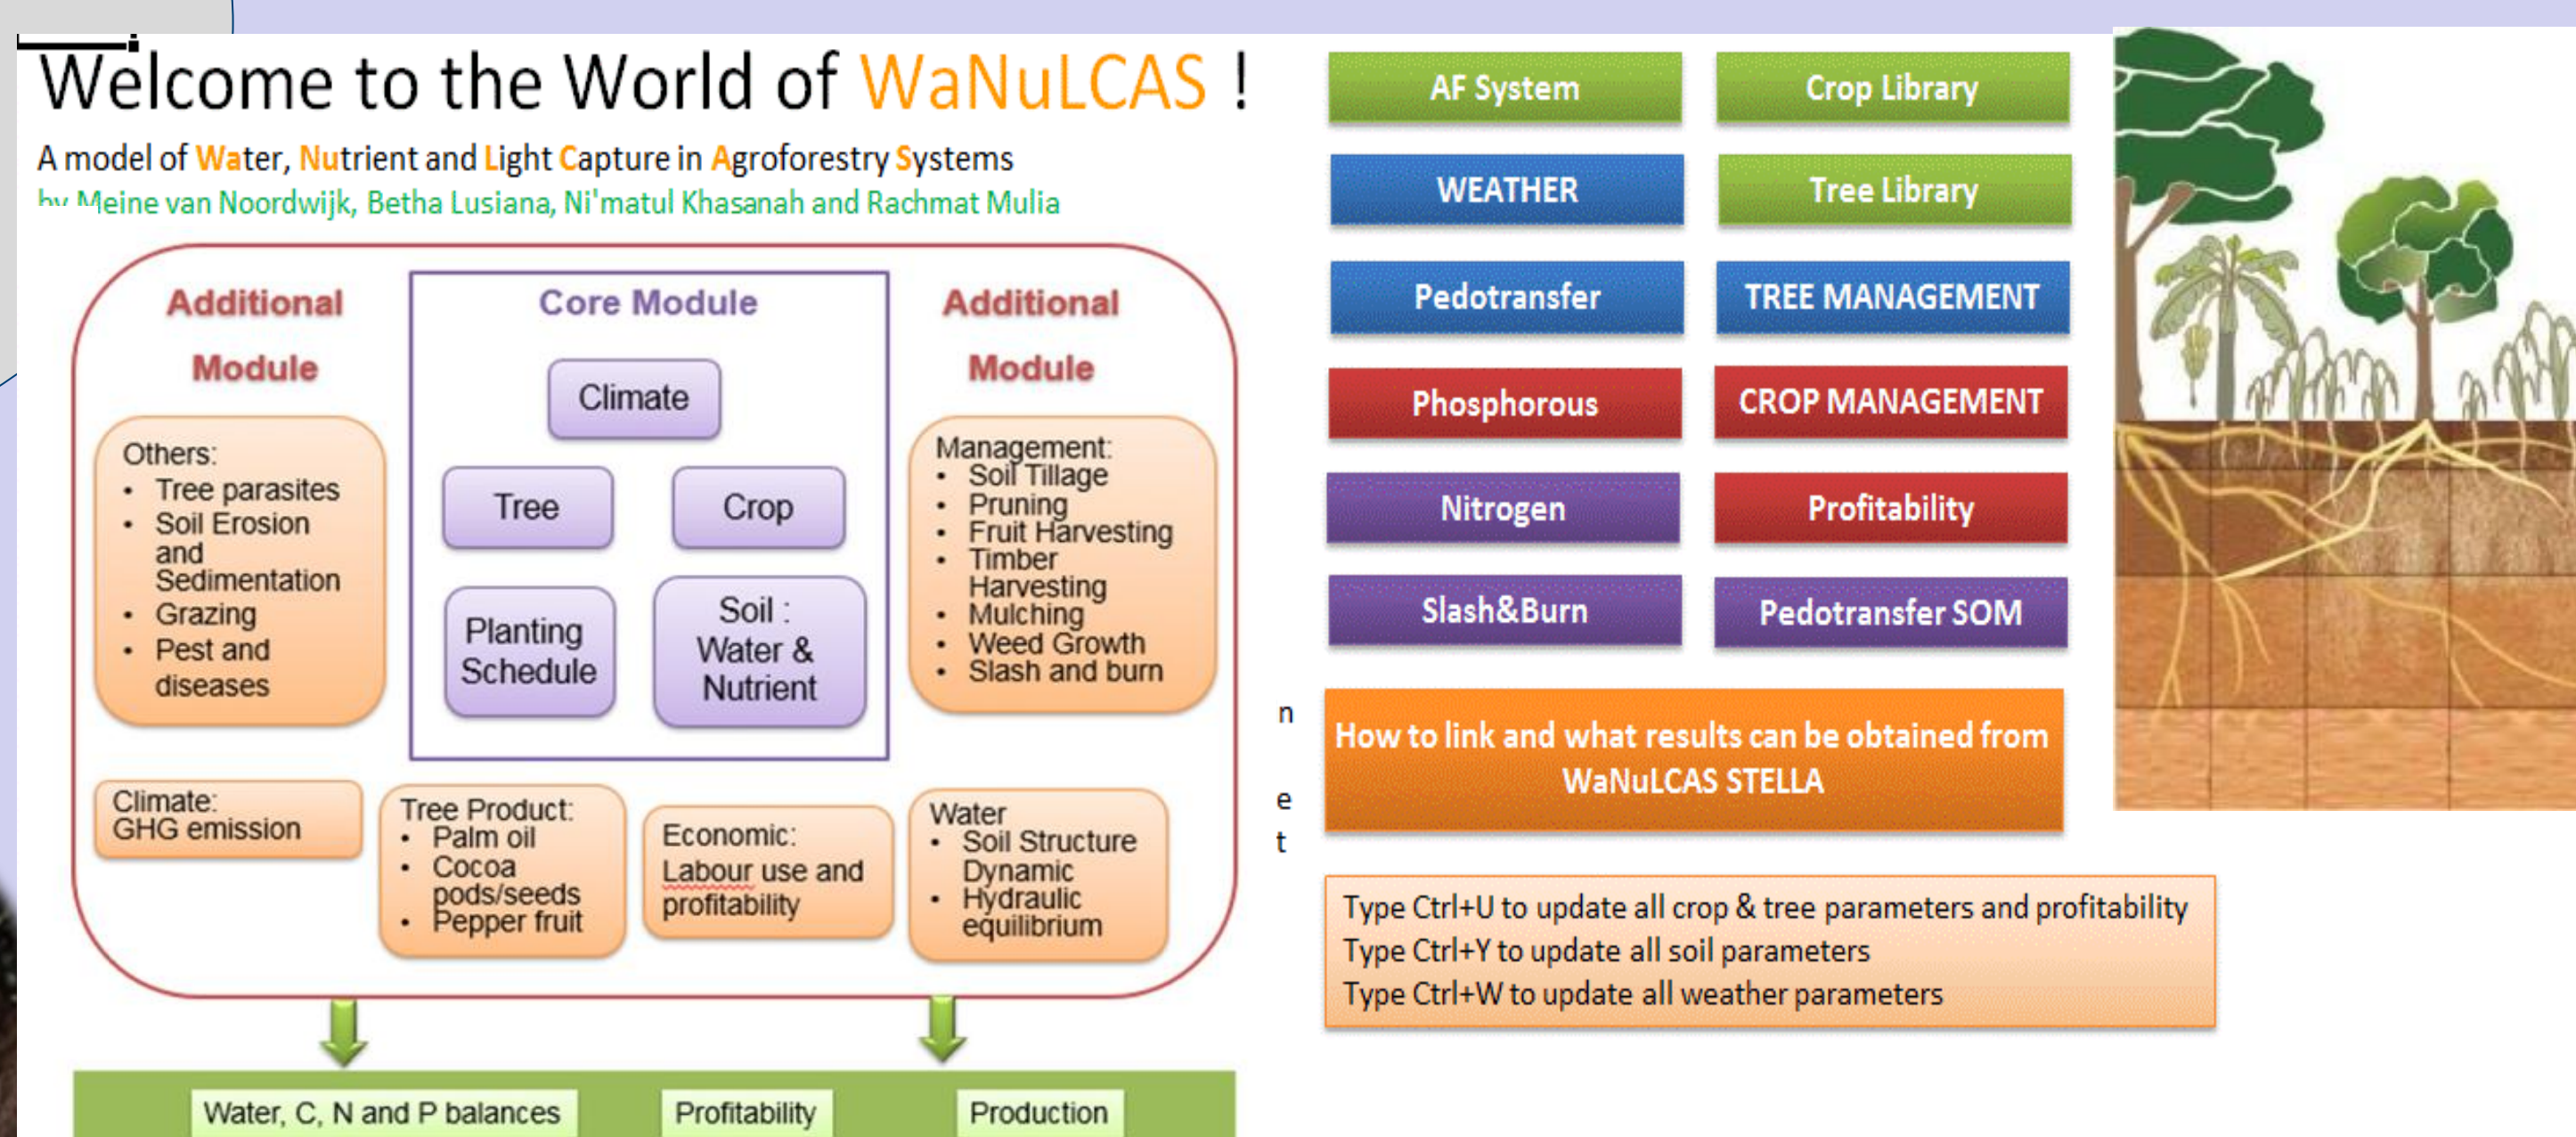 Welcome to the World of WaNuLCAS !
A model of Water, Nutrient and Light Capture in Agroforestry Systems
by Meine van Noordwijk, Betha Lusiana, Ni'matul Khasanah and Rachmat Mulia
Additional
Module
Others:
• Tree parasites
• Soil Erosion
and
Sedimentation
• Grazing
• Pest and
diseases
Core Module
Climate
Tree
Crop
Planting
Schedule
Soil :
Water &
Nutrient
Additional
Module
Management:
• Soil Tillage
• Pruning
• Fruit Harvesting
• Timber
Harvesting
• Mulching
• Weed Growth
• Slash and burn
Climate:
GHG emission
Tree Product:
• Palm oil
• Cocoa
pods/seeds
• Pepper fruit
Economic:
Labour use and
profitability
Water
• Soil Structure
Dynamic
• Hydraulic
equilibrium
Water, C, N and P balances
Profitability
Production
n
e
t
AF System
Crop Library
WEATHER
Tree Library
Pedotransfer
TREE MANAGEMENT
Phosphorous
CROP MANAGEMENT
Nitrogen
Profitability
Slash&Burn
Pedotransfer SOM
How to link and what results can be obtained from
WaNuLCAS STELLA
Type Ctrl+U to update all crop & tree parameters and profitability
Type Ctrl+Y to update all soil parameters
Type Ctrl+W to update all weather parameters